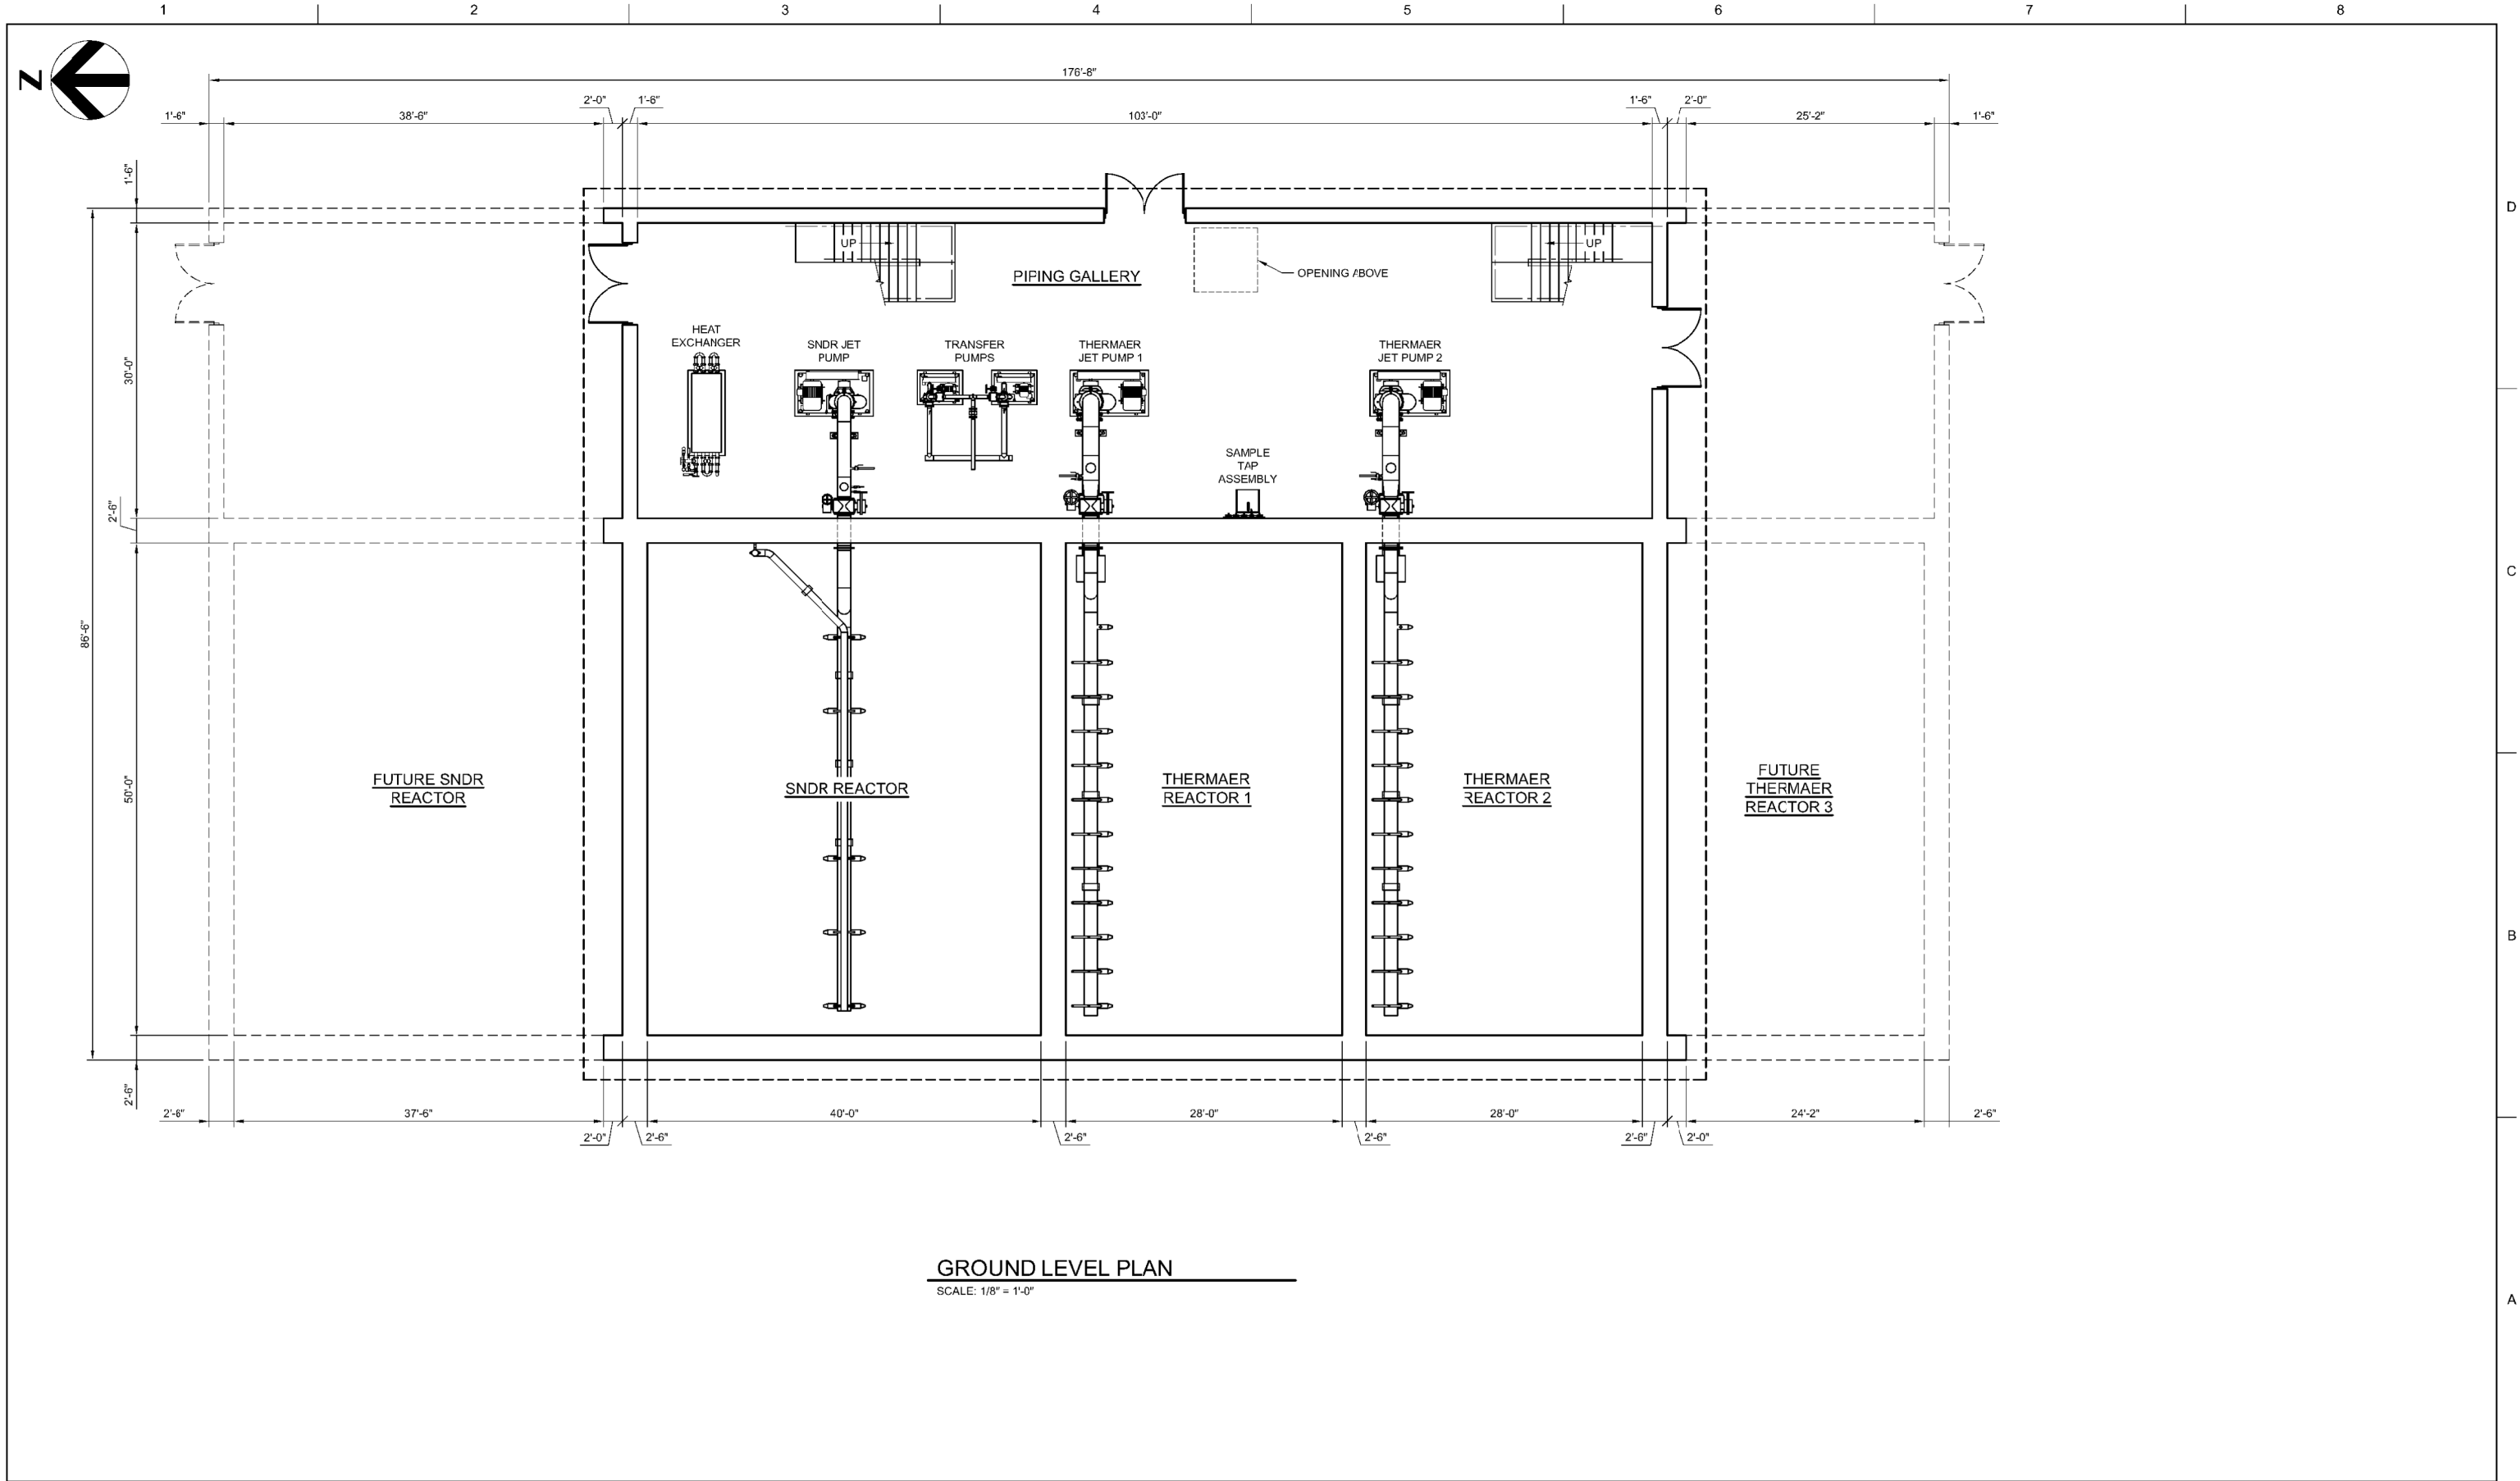 1 2 3 4 5 6 7 8
N
176'-8"
2'-0" 1'-6" 1'-6" 2'-0"
1'-6" 38'-6" 103'-0" 25'-2" 1'-6"
1'-6"
D
UP UP
PIPING GALLERY
OPENING ABOVE
HEAT
EXCHANGER
SNDR JET
PUMP
TRANSFER
PUMPS
THERMAER
JET PUMP 1
THERMAER
JET PUMP 2
30'-0"
SAMPLE
TAP
ASSEMBLY
2'-6"
C
86'-6"
50'-0"
FUTURE SNDR
REACTOR
SNDR REACTOR
THERMAER
REACTOR 1
THERMAER
REACTOR 2
FUTURE
THERMAER
REACTOR 3
B
2'-6"
2'-6" 37'-6" 40'-0" 28'-0" 28'-0" 24'-2" 2'-6"
2'-0" 2'-6" 2'-6" 2'-6" 2'-6" 2'-0"
GROUND LEVEL PLAN
SCALE: 1/8" = 1'-0"
A